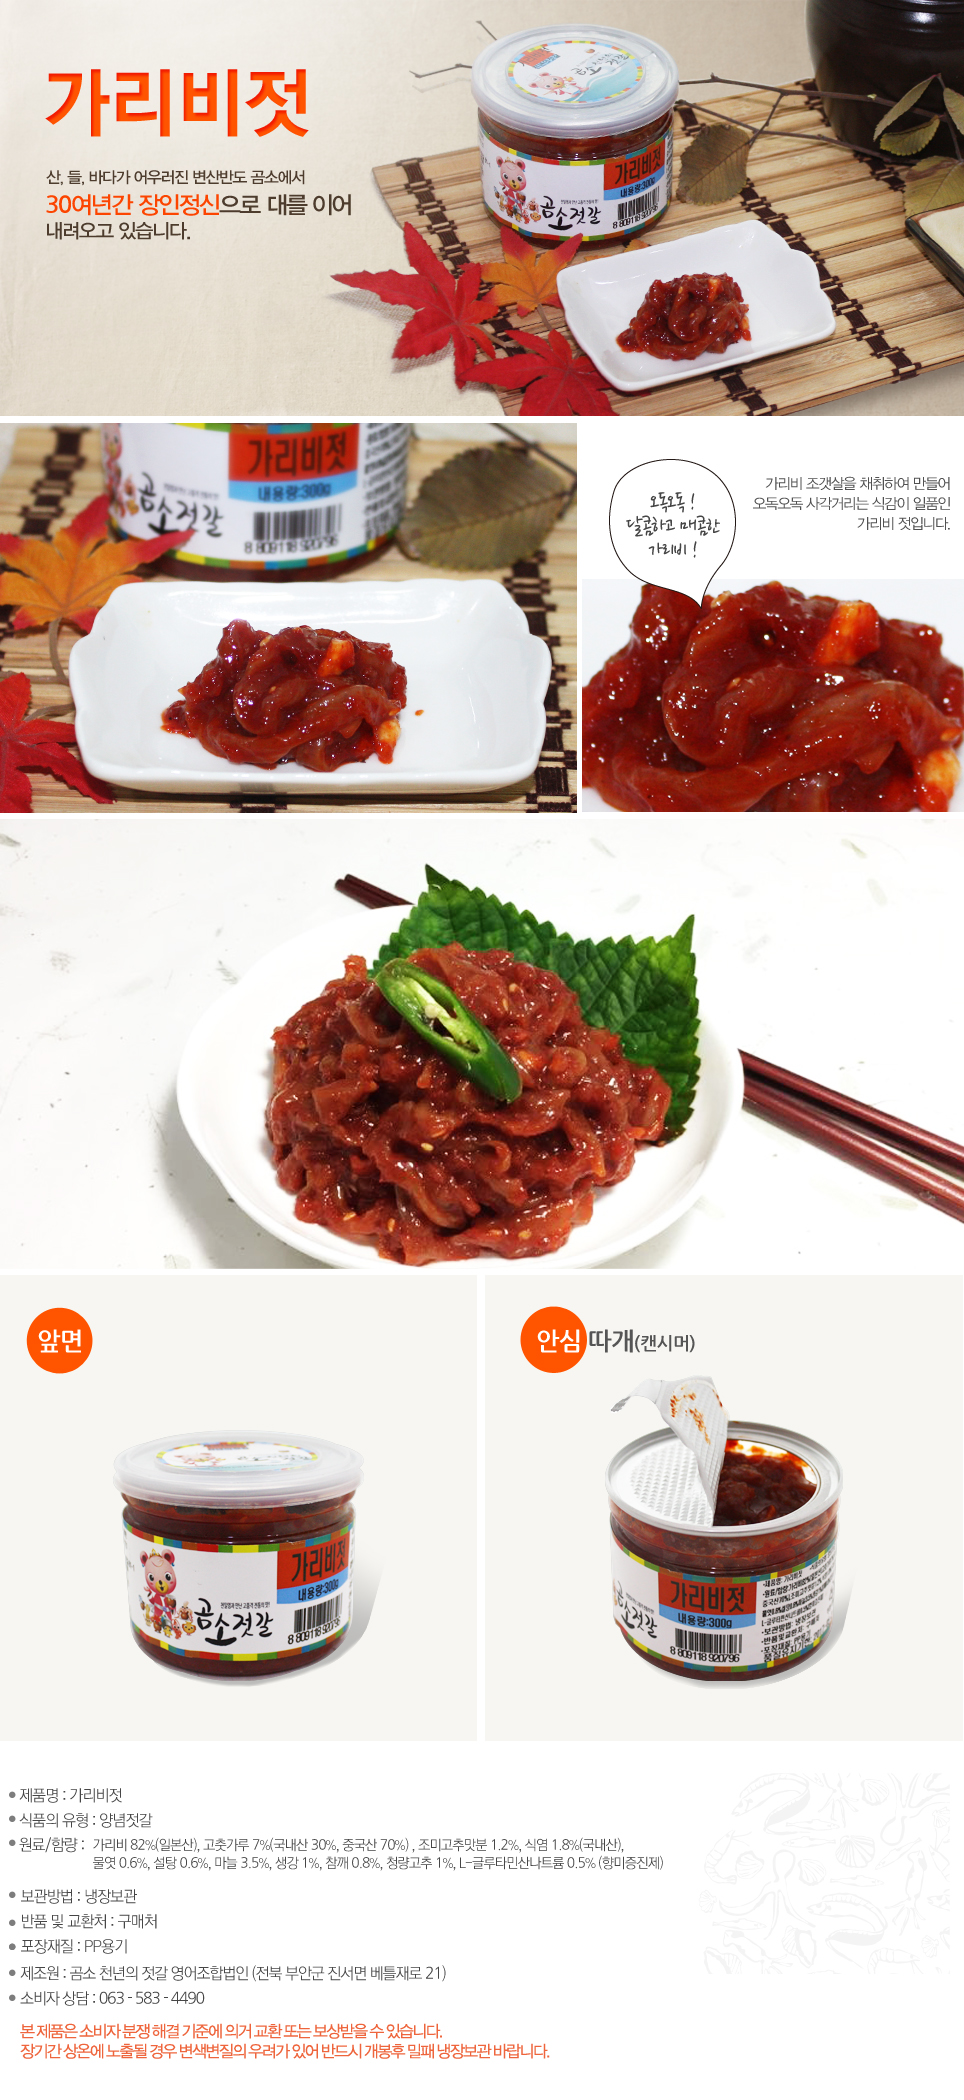 가리비젓
산, 들, 바다가 어우러진 변산반도 곰소에서
30여년간 장인정신으로 대를 이어
내려오고 있습니다.
가리비젓
내용량:300g
곰소젓갈
8 809118 920796
가리비젓
내용량:300g
곰소젓갈
8 809118 920796
오독오독 !
달콤하고 매콤한
가리비 !
가리비 조갯살을 채취하여 만들어
오독오독 사각거리는 식감이 일품인
가리비 젓입니다.
앞면
안심따개(캔시머)
가리비젓
내용량:300g
곰소젓갈
8 809118 920796
가리비젓
내용량:300g
곰소젓갈
8 809118 920796
제품명 : 가리비젓
식품의 유형 : 양념젓갈
원료/함량 : 가리비 82%(일본산), 고춧가루 7%(국내산 30%, 중국산 70%) , 조미고추맛분 1.2%, 식염 1.8%(국내산),
물엿 0.6%, 설탕 0.6%, 마늘 3.5%, 생강 1%, 참깨 0.8%, 청량고추 1%, L-글루타민산나트륨 0.5% (향미증진제)
보관방법 : 냉장보관
반품 및 교환처 : 구매처
포장재질 : PP용기
제조원 : 곰소 천년의 젓갈 영어조합법인 (전북 부안군 진서면 베틀재로 21)
소비자 상담 : 063 - 583 - 4490
본 제품은 소비자 분쟁 해결 기준에 의거 교환 또는 보상받을 수 있습니다.
장기간 상온에 노출될 경우 변색변질의 우려가 있어 반드시 개봉후 밀패 냉장보관 바랍니다.